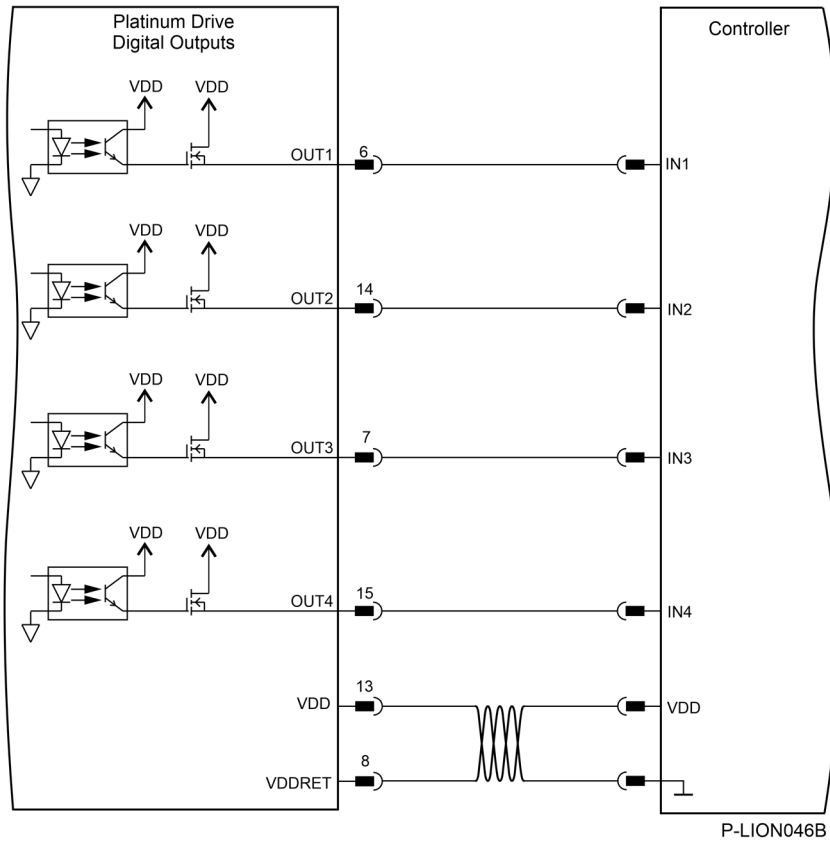 Platinum Drive
Digital Outputs
Controller
VDD VDD
OUT1 6 IN1
VDD VDD
OUT2 14 IN2
VDD VDD
OUT3 7 IN3
VDD VDD
OUT4 15 IN4
VDD 13 VDD
VDDRET 8
P-LION046B